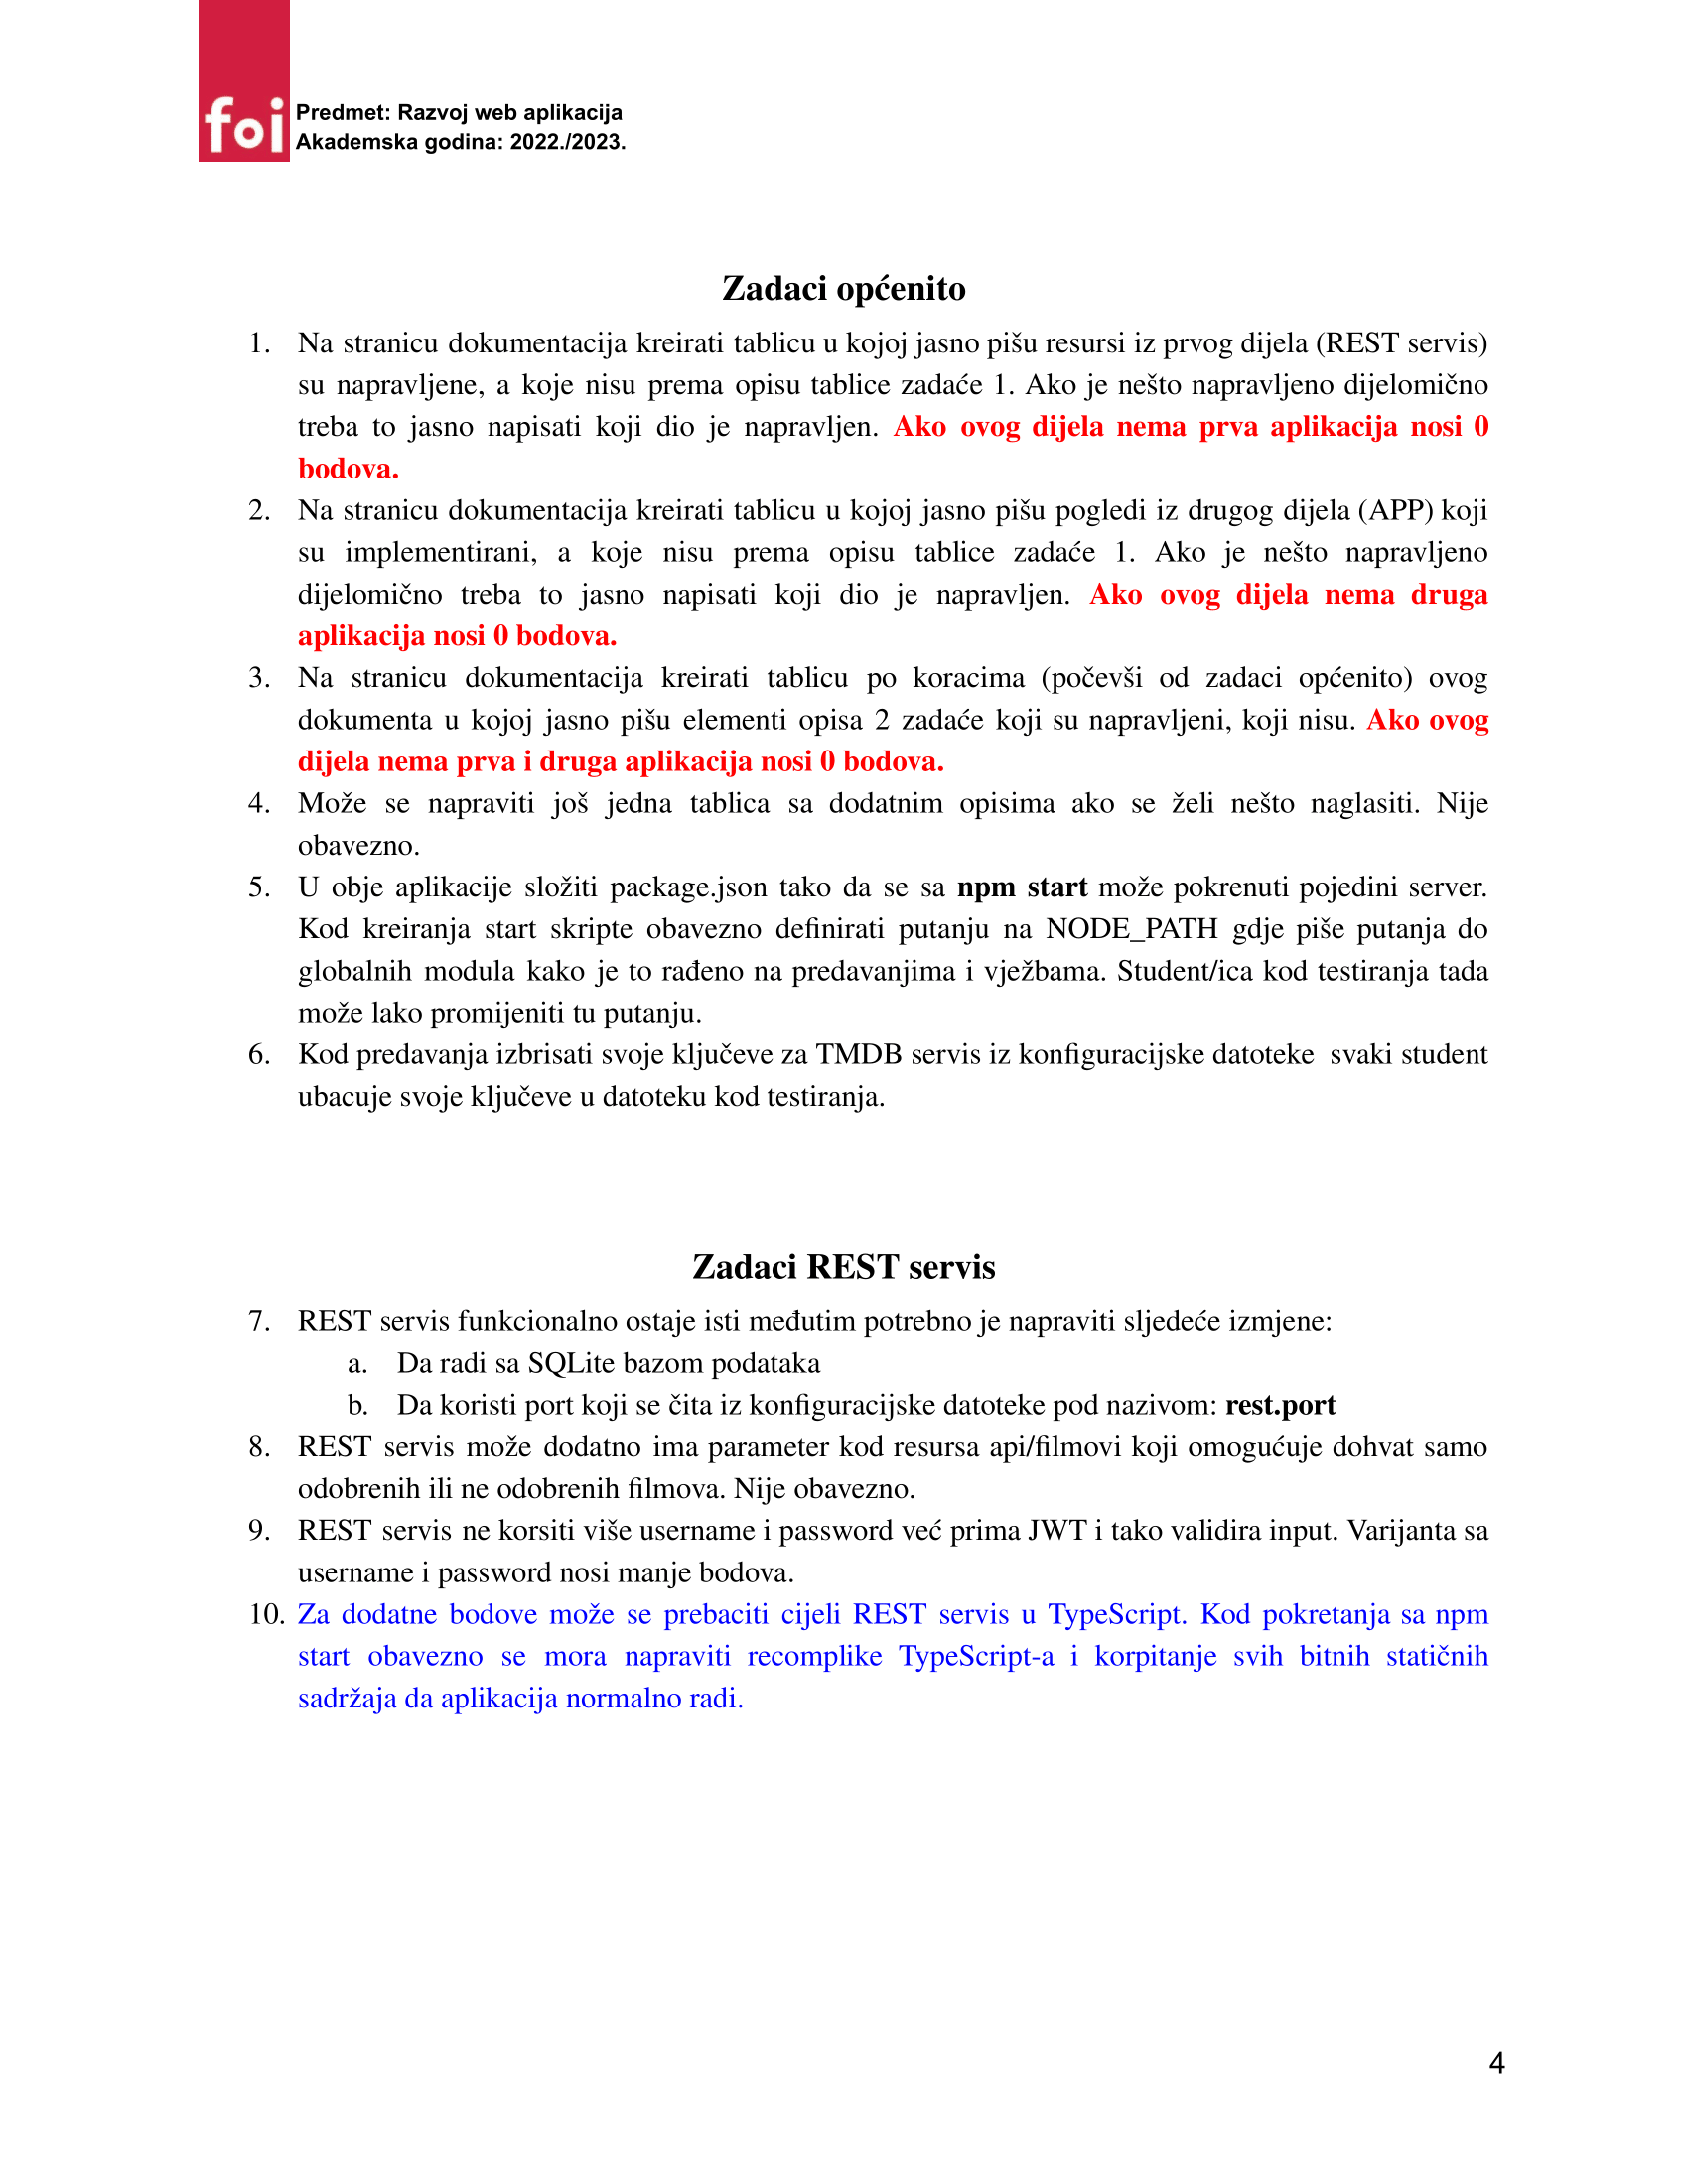 foi
Predmet: Razvoj web aplikacija
Akademska godina: 2022./2023.
Zadaci općenito
1. Na stranicu dokumentacija kreirati tablicu u kojoj jasno pišu resursi iz prvog dijela (REST servis)
su napravljene, a koje nisu prema opisu tablice zadaće 1. Ako je nešto napravljeno dijelomično
treba to jasno napisati koji dio je napravljen. Ako ovog dijela nema prva aplikacija nosi 0
bodova.
2. Na stranicu dokumentacija kreirati tablicu u kojoj jasno pišu pogledi iz drugog dijela (APP) koji
su implementirani, a koje nisu prema opisu tablice zadaće 1. Ako je nešto napravljeno
dijelomično treba to jasno napisati koji dio je napravljen. Ako ovog dijela nema druga
aplikacija nosi 0 bodova.
3. Na stranicu dokumentacija kreirati tablicu po koracima (počevši od zadaci općenito) ovog
dokumenta u kojoj jasno pišu elementi opisa 2 zadaće koji su napravljeni, koji nisu. Ako ovog
dijela nema prva i druga aplikacija nosi 0 bodova.
4. Može se napraviti još jedna tablica sa dodatnim opisima ako se želi nešto naglasiti. Nije
obavezno.
5. U obje aplikacije složiti package.json tako da se sa npm start može pokrenuti pojedini server.
Kod kreiranja start skripte obavezno definirati putanju na NODE_PATH gdje piše putanja do
globalnih modula kako je to rađeno na predavanjima i vježbama. Student/ica kod testiranja tada
može lako promijeniti tu putanju.
6. Kod predavanja izbrisati svoje ključeve za TMDB servis iz konfiguracijske datoteke  svaki student
ubacuje svoje ključeve u datoteku kod testiranja.
Zadaci REST servis
7. REST servis funkcionalno ostaje isti međutim potrebno je napraviti sljedeće izmjene:
a. Da radi sa SQLite bazom podataka
b. Da koristi port koji se čita iz konfiguracijske datoteke pod nazivom: rest.port
8. REST servis može dodatno ima parameter kod resursa api/filmovi koji omogućuje dohvat samo
odobrenih ili ne odobrenih filmova. Nije obavezno.
9. REST servis ne korsiti više username i password već prima JWT i tako validira input. Varijanta sa
username i password nosi manje bodova.
10. Za dodatne bodove može se prebaciti cijeli REST servis u TypeScript. Kod pokretanja sa npm
start obavezno se mora napraviti recomplike TypeScript-a i korpitanje svih bitnih statičnih
sadržaja da aplikacija normalno radi.
4